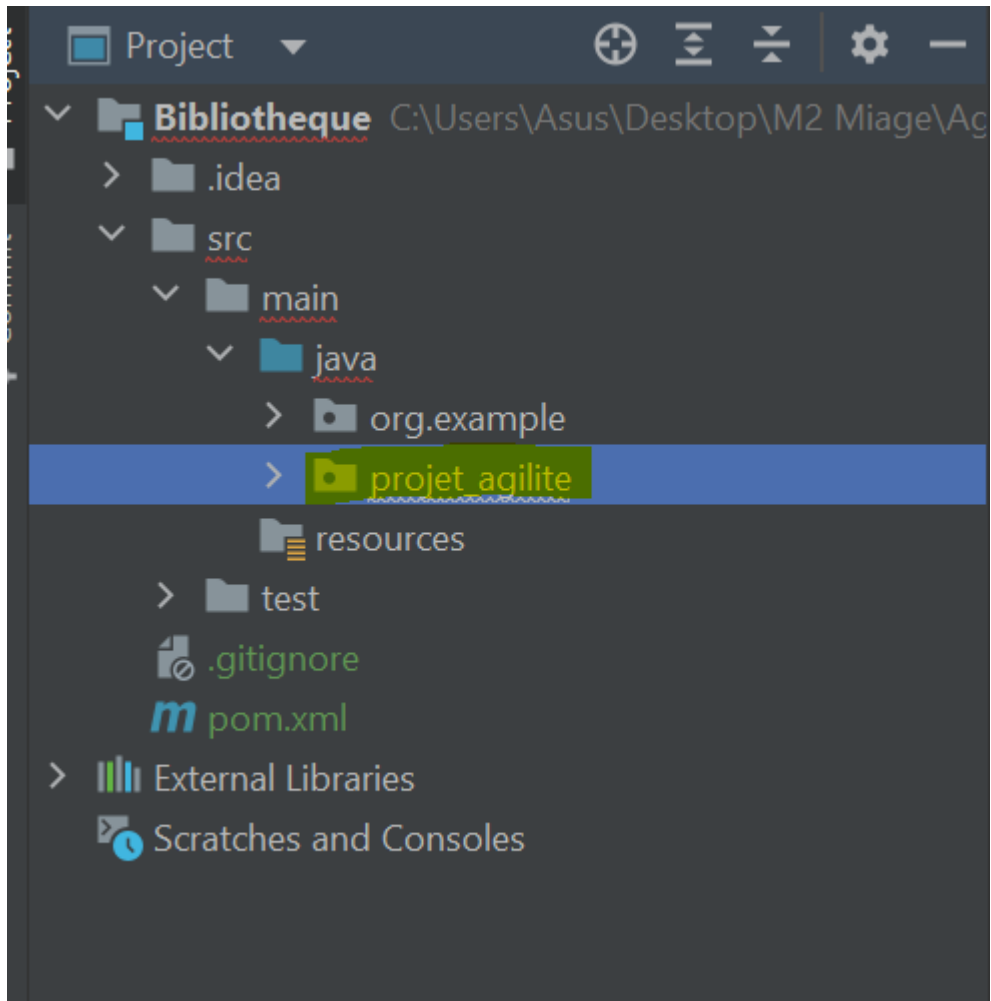 Project
Bibliotheque C:\Users\Asus\Desktop\M2 Miage\Ag
.idea
src
main
java
org.example
projet_agilite
resources
test
.gitignore
m pom.xml
External Libraries
Scratches and Consoles